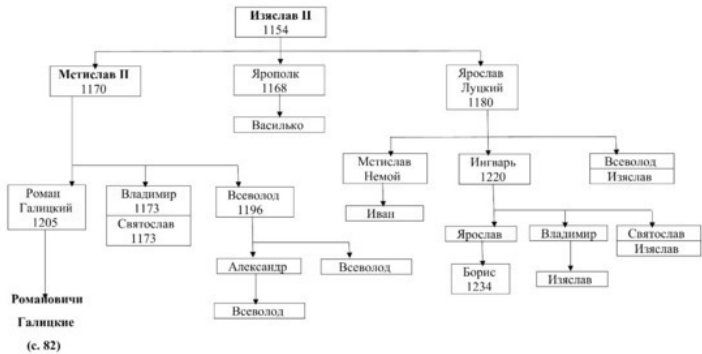 Изяслав II
1154
Мстислав II
1170
Ярополк
1168
Ярослав
Луцкий
1180
Василько
Роман
Галицкий
1205
Владимир
1173
Святослав
1173
Всеволод
1196
Мстислав
Немой
Ингварь
1220
Всеволод
Изяслав
Иван
Александр
Всеволод
Ярослав
Владимир
Святослав
Изяслав
Борис
1234
Изяслав
Всеволод
Романовичи
Галицкие
(с. 82)